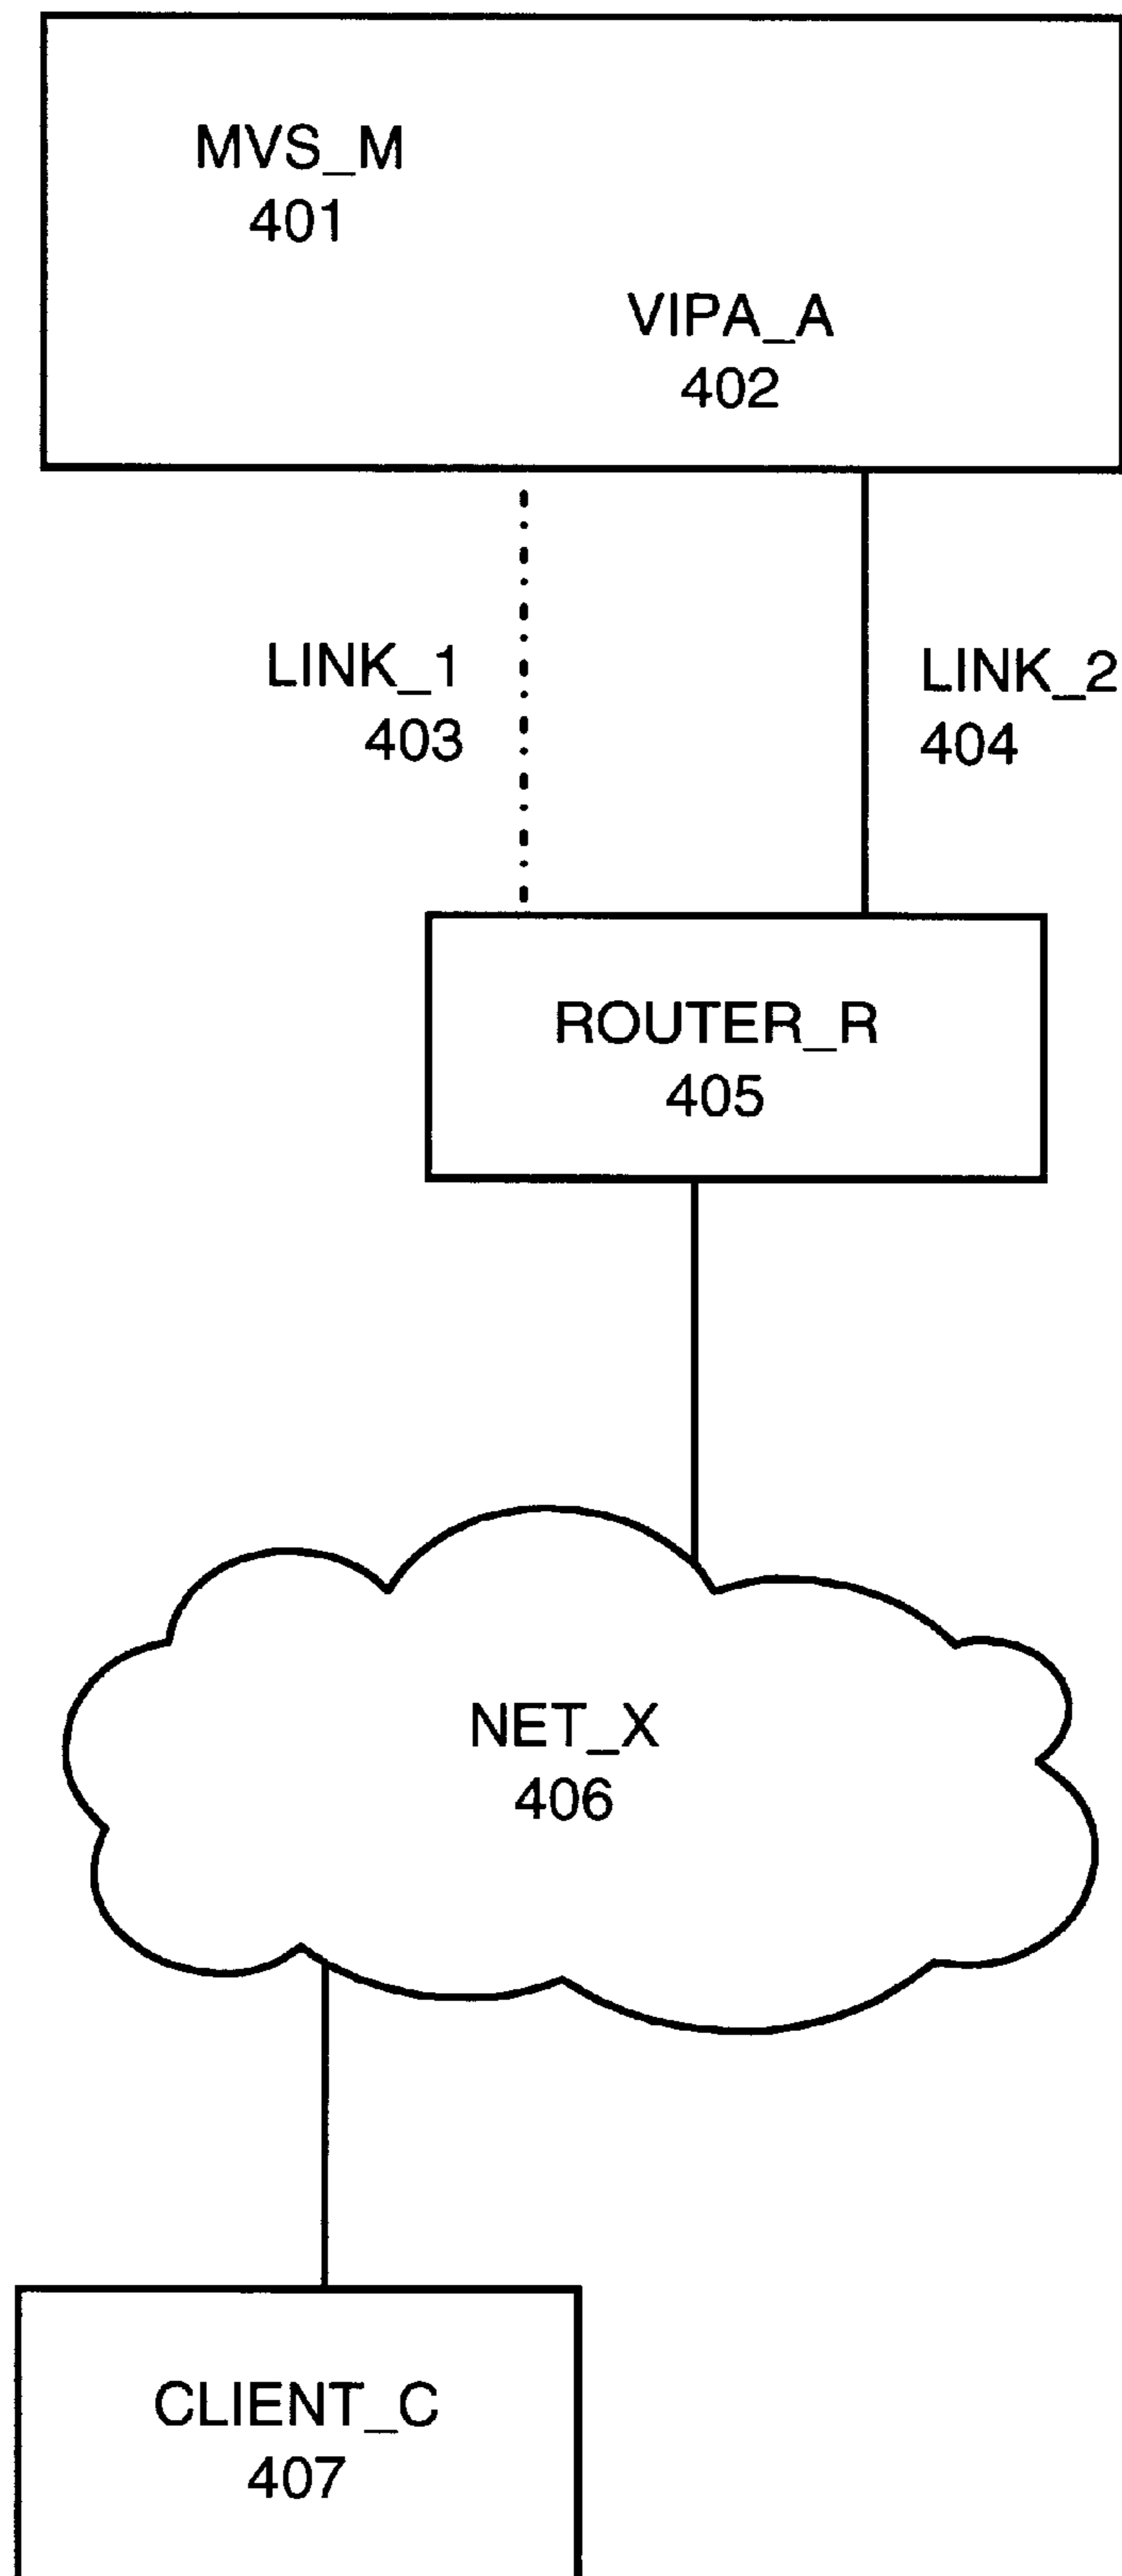 MVS_M
401
VIPA_A
402
LINK_1
403
LINK_2
404
ROUTER_R
405
NET_X
406
CLIENT_C
407